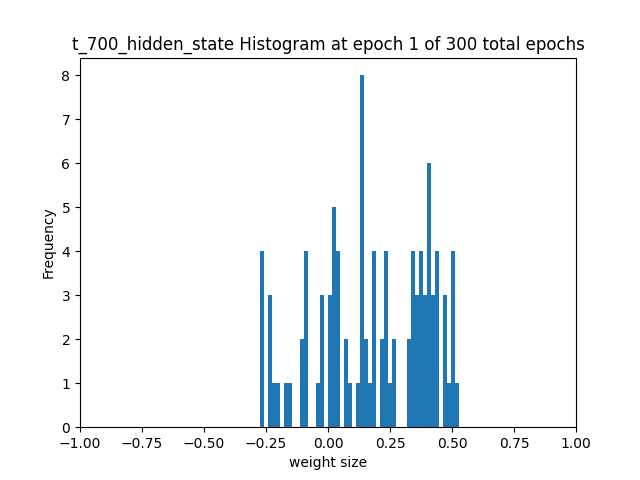 t_700_hidden_state Histogram at epoch 1 of 300 total epochs
8
7
6
5
4
3
2
1
0
Frequency
−1.00 −0.75 −0.50 −0.25 0.00 0.25 0.50 0.75 1.00
weight size